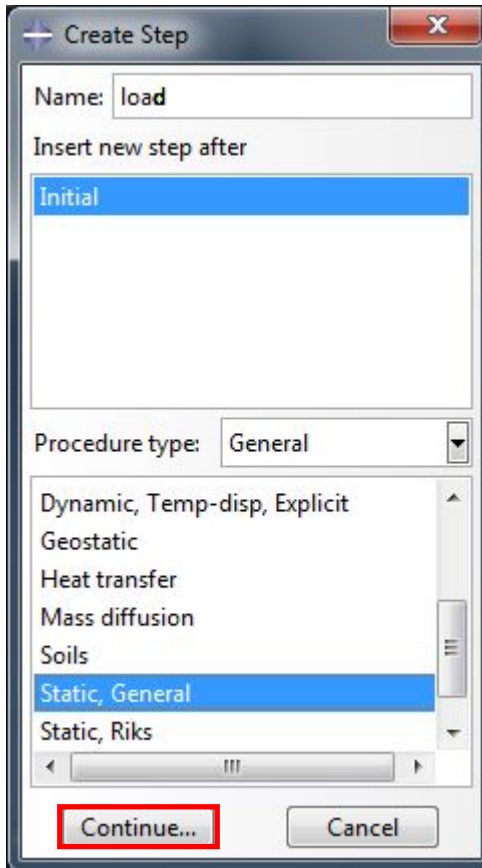 Create Step
Name: load
Insert new step after
Initial
Procedure type: General
Dynamic, Temp-disp, Explicit
Geostatic
Heat transfer
Mass diffusion
Soils
Static, General
Static, Riks
Continue... Cancel